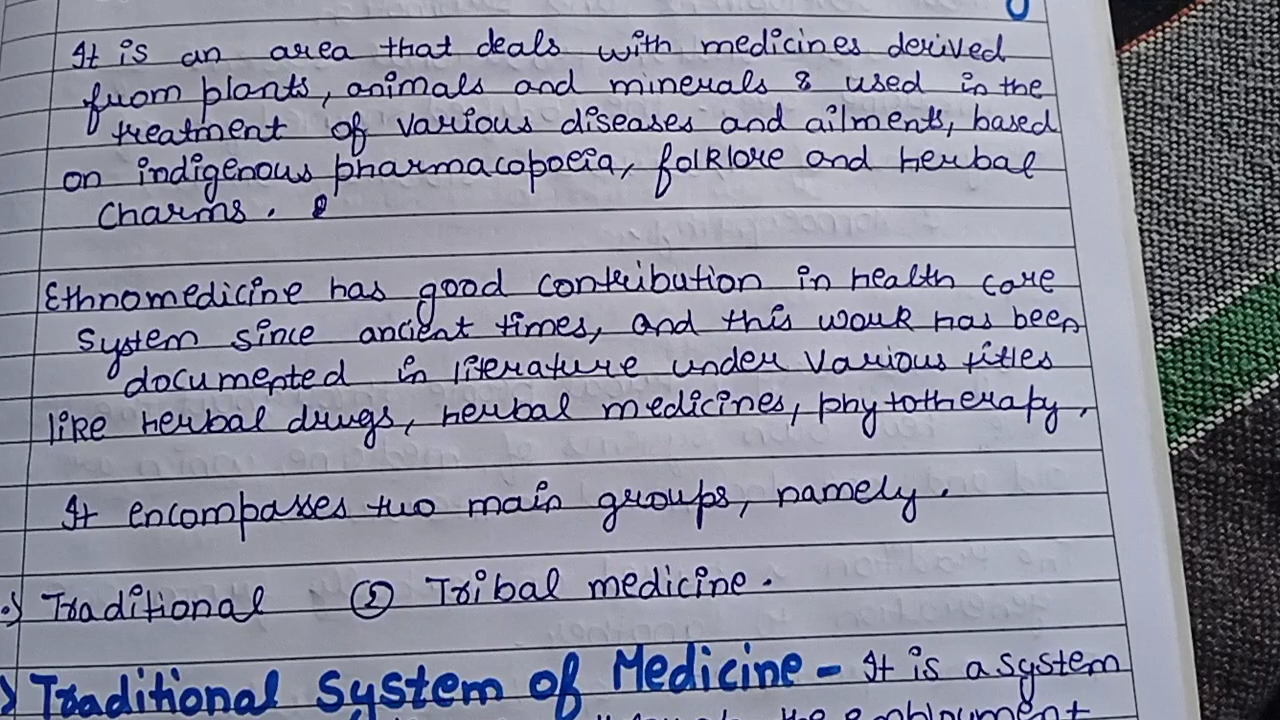 It is an area that deals with medicines derived
from plants, animals and minerals & used in the
treatment of various diseases and ailments, based
on indigenous pharmacopoeia, folklore and herbal
Charms.
Ethnomedicine has good contribution in health care
System since ancient times, and this work has been
documented in literature under various titles
like herbal drugs, herbal medicines, phytotherapy,
It encompasses two main groups, namely.
Traditional ② Tribal medicine.
Traditional System of Medicine - It is a system
employment